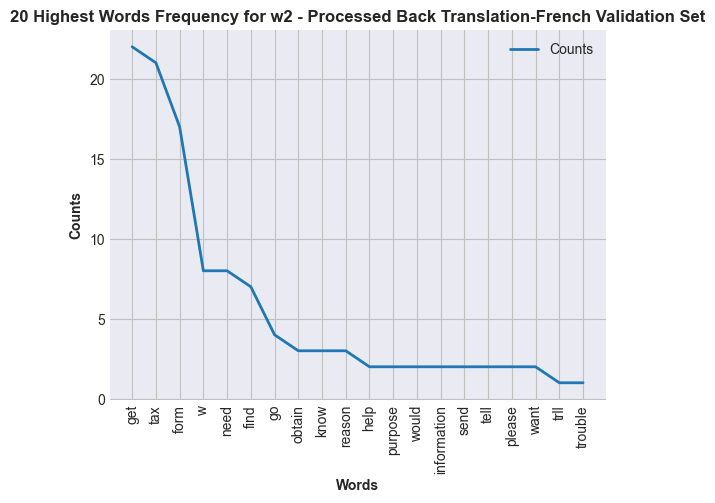 20 Highest Words Frequency for w2 - Processed Back Translation-French Validation Set
Counts
20
15
10
5
0
Counts
get
tax
form
w
need
find
go
obtain
know
reason
help
purpose
would
information
send
tell
please
want
trll
trouble
Words